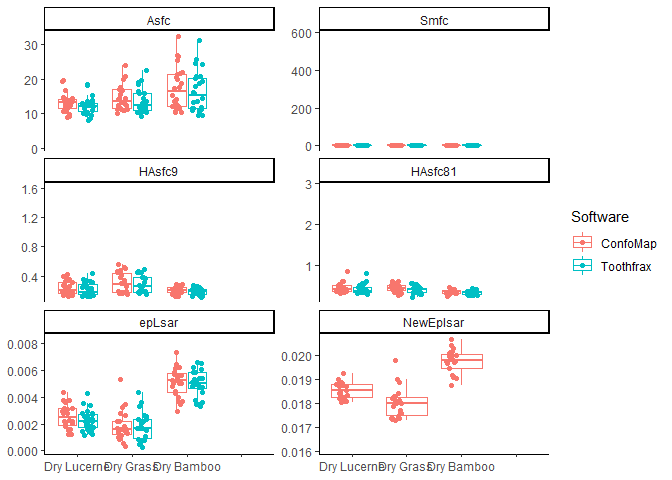 Asfc
Smfc
30
20
10
0
600
400
200
0
HAsfc9
HAsfc81
1.6
1.2
0.8
0.4
3
2
1
epLsar
NewEplsar
0.008
0.006
0.004
0.002
0.000
0.020
0.019
0.018
0.017
0.016
Dry Lucerne Dry Grass Dry Bamboo
Dry Lucerne Dry Grass Dry Bamboo
Software
ConfoMap
Toothfrax